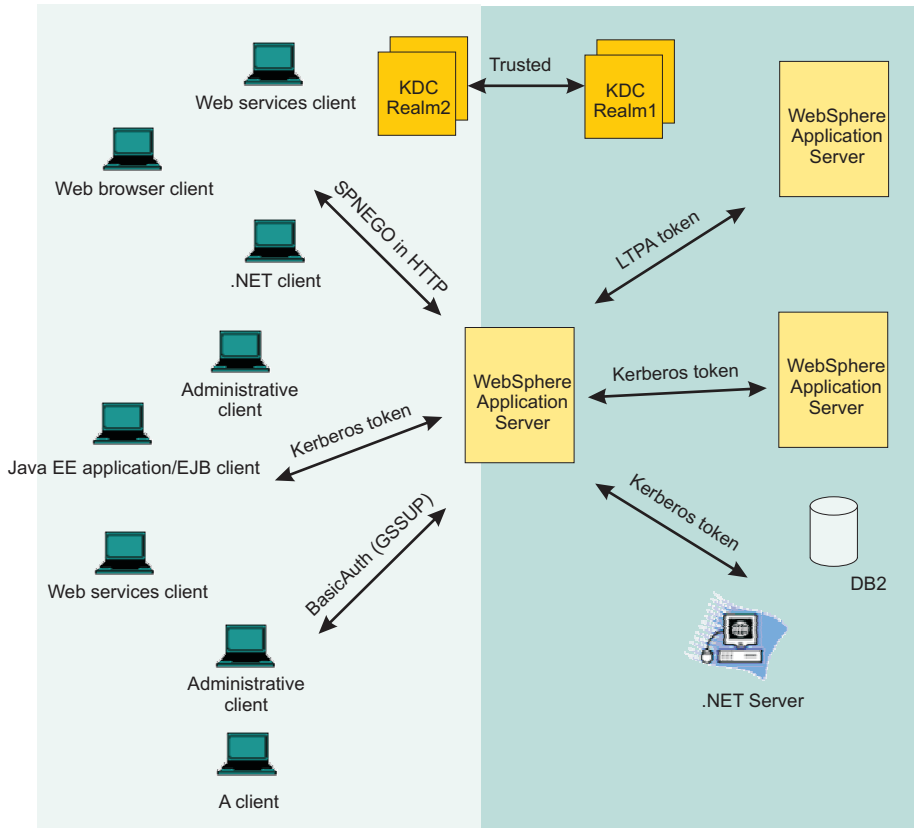 Web services client
KDC
Realm2
Trusted
KDC
Realm1
WebSphere
Application
Server
Web browser client
SPNEGO in HTTP
.NET client
LTPA token
Administrative
client
WebSphere
Application
Server
Kerberos token
WebSphere
Application
Server
Java EE application/EJB client
Kerberos token
Web services client
BasicAuth (GSSUP)
Kerberos token
DB2
Administrative
client
.NET Server
A client